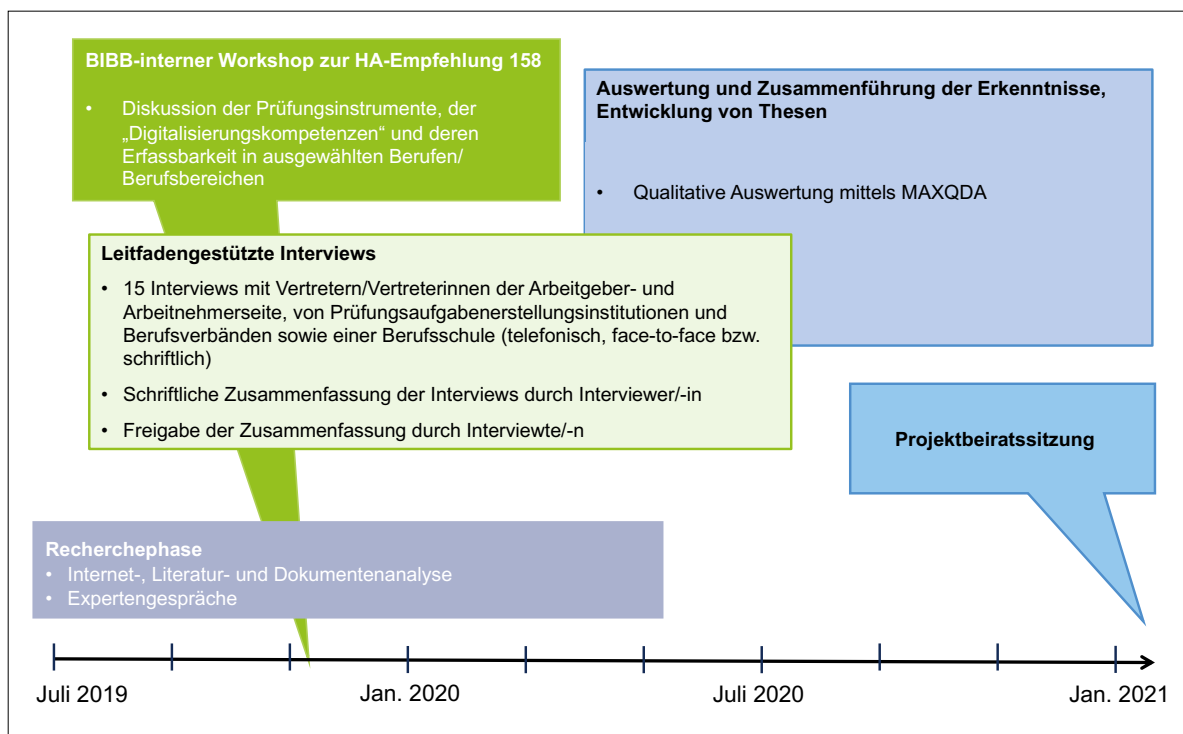 BIBB-interner Workshop zur HA-Empfehlung 158
• Diskussion der Prüfungsinstrumente, der
„Digitalisierungskompetenzen“ und deren
Erfassbarkeit in ausgewählten Berufen/
Berufsbereichen
Auswertung und Zusammenführung der Erkenntnisse,
Entwicklung von Thesen
• Qualitative Auswertung mittels MAXQDA
Leitfadengestützte Interviews
• 15 Interviews mit Vertretern/Vertreterinnen der Arbeitgeber- und
Arbeitnehmerseite, von Prüfungsaufgabenerstellungsinstitutionen und
Berufsverbänden sowie einer Berufsschule (telefonisch, face-to-face bzw.
schriftlich)
• Schriftliche Zusammenfassung der Interviews durch Interviewer/-in
• Freigabe der Zusammenfassung durch Interviewte/-n
Projektbeiratssitzung
Recherchephase
• Internet-, Literatur- und Dokumentenanalyse
• Expertengespräche
Juli 2019 Jan. 2020 Juli 2020 Jan. 2021